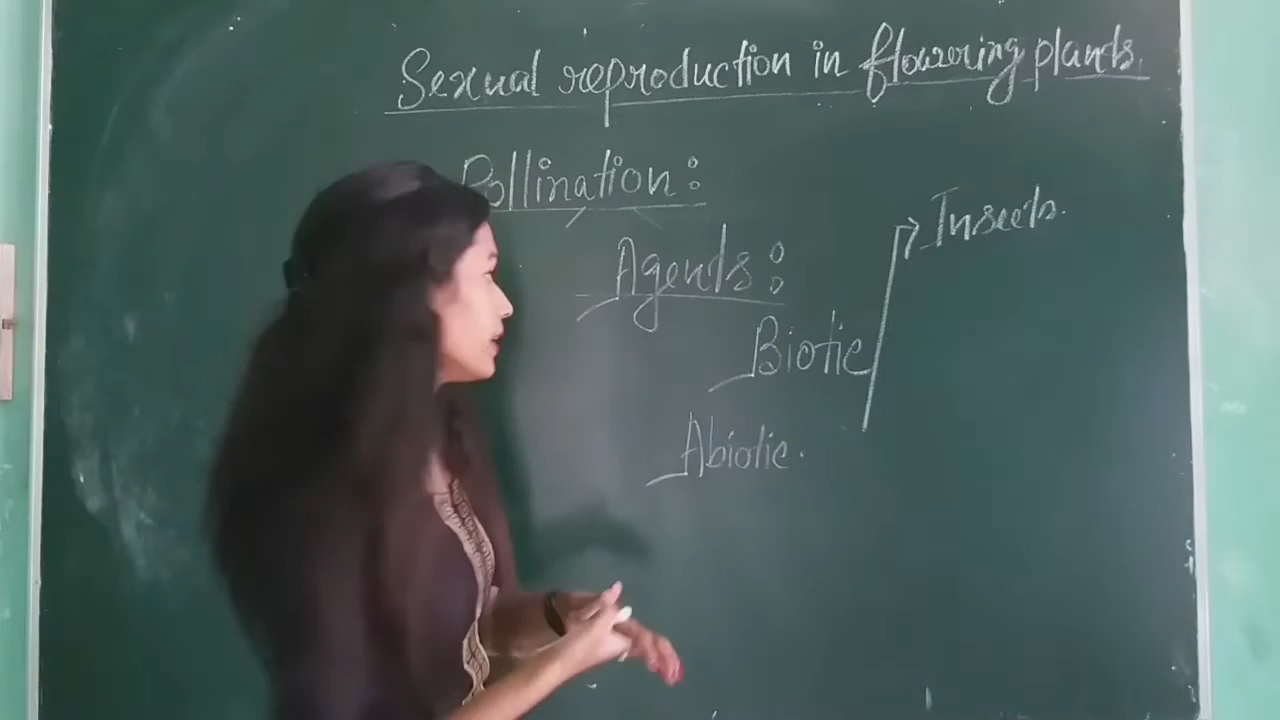 Sexual reproduction in flowering plants.
Pollination:
Agents:
Insects.
Biotic
Abiotic.